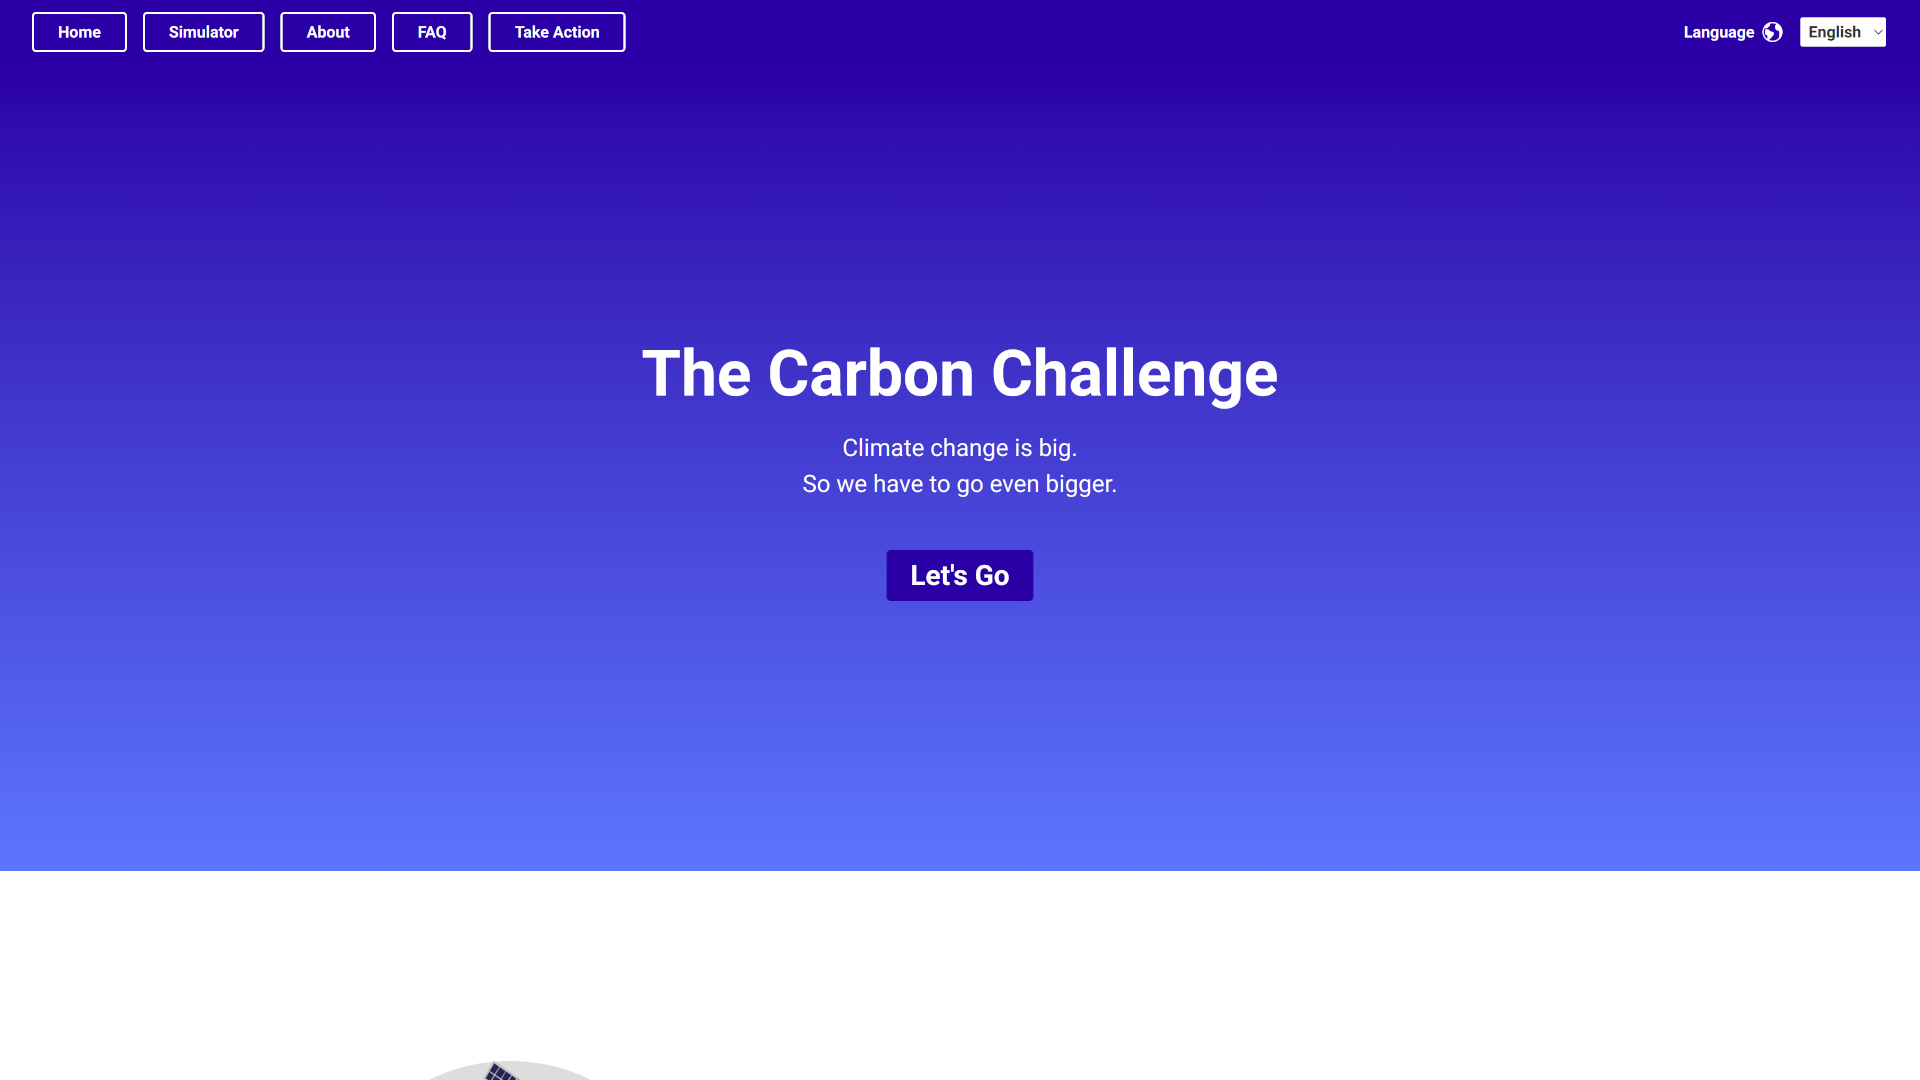 Home Simulator About FAQ Take Action Language English
The Carbon Challenge
Climate change is big.
So we have to go even bigger.
Let's Go